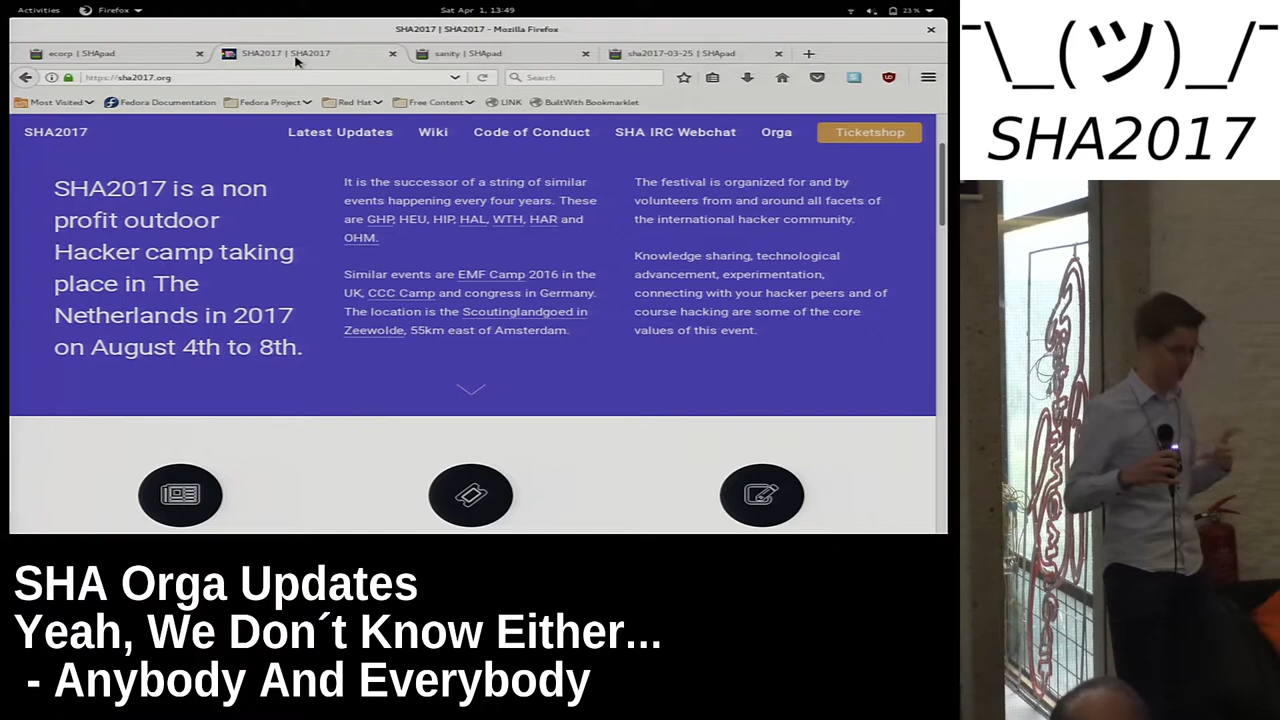 Activities
Firefox
Sat Apr 1, 13:49
23 %
SHA2017 | SHA2017 - Mozilla Firefox
ecorp | SHApad
SHA2017 | SHA2017
sanity | SHApad
sha2017-03-25 | SHApad
https://sha2017.org
Search
Most Visited
Fedora Documentation
Fedora Project
Red Hat
Free Content
LINK
BuiltWith Bookmarklet
SHA2017
Latest Updates
Wiki
Code of Conduct
SHA IRC Webchat
Orga
Ticketshop
SHA2017 is a non
profit outdoor
Hacker camp taking
place in The
Netherlands in 2017
on August 4th to 8th.
It is the successor of a string of similar
events happening every four years. These
are GHP, HEU, HIP, HAL, WTH, HAR and
OHM.
Similar events are EMF Camp 2016 in the
UK, CCC Camp and congress in Germany.
The location is the Scoutinglandgoed in
Zeewolde, 55km east of Amsterdam.
The festival is organized for and by
volunteers from and around all facets of
the international hacker community.
Knowledge sharing, technological
advancement, experimentation,
connecting with your hacker peers and of
course hacking are some of the core
values of this event.
¯\_(ツ)_/¯
SHA2017
SHA Orga Updates
Yeah, We Don´t Know Either...
- Anybody And Everybody